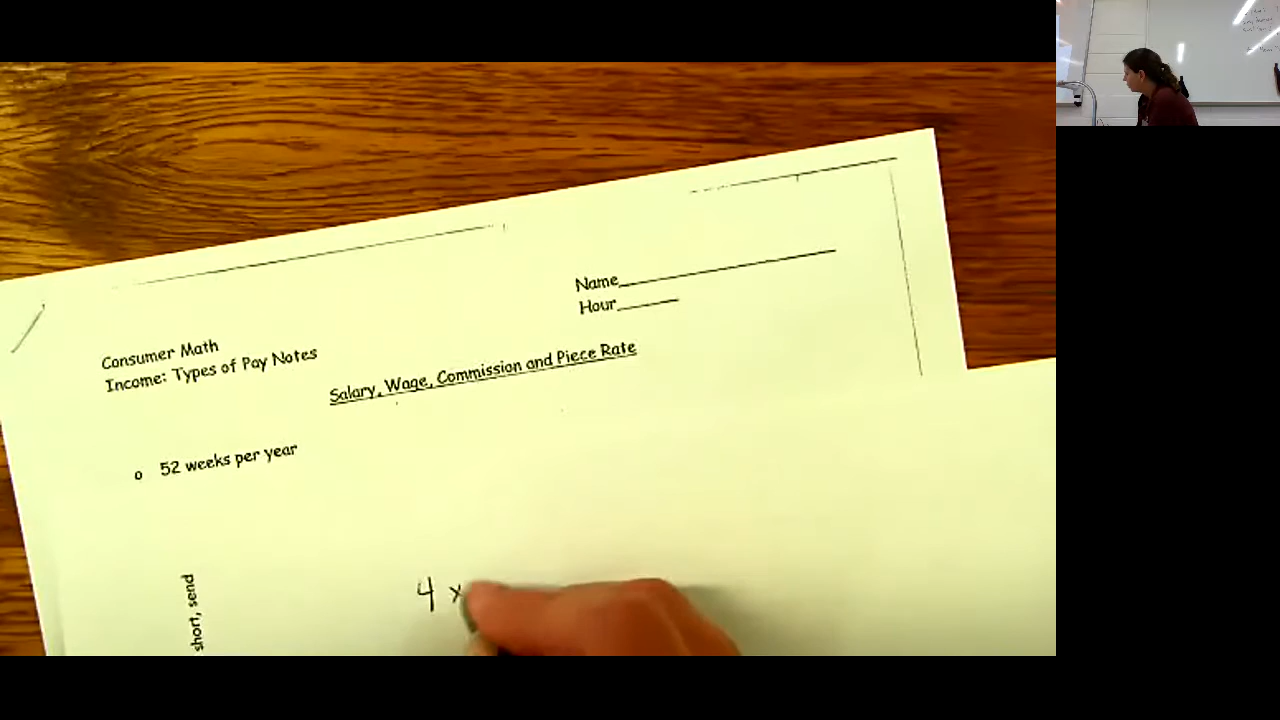 Name
Hour
Consumer Math
Income: Types of Pay Notes
Salary, Wage, Commission and Piece Rate
o 52 weeks per year
short, send
4 x